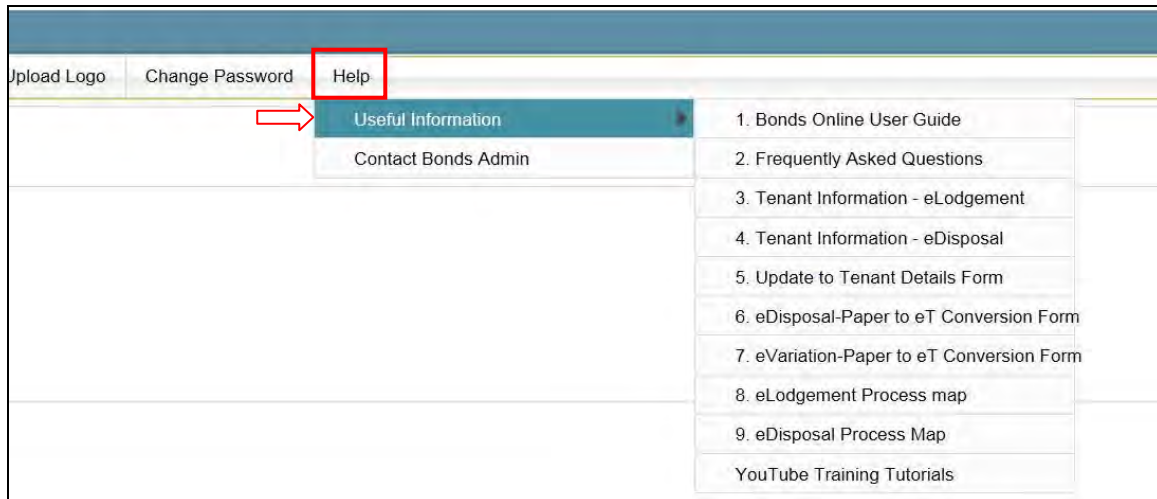 Upload Logo
Change Password
Help
Useful Information
Contact Bonds Admin
1. Bonds Online User Guide
2. Frequently Asked Questions
3. Tenant Information - eLodgement
4. Tenant Information - eDisposal
5. Update to Tenant Details Form
6. eDisposal-Paper to eT Conversion Form
7. eVariation-Paper to eT Conversion Form
8. eLodgement Process map
9. eDisposal Process Map
YouTube Training Tutorials